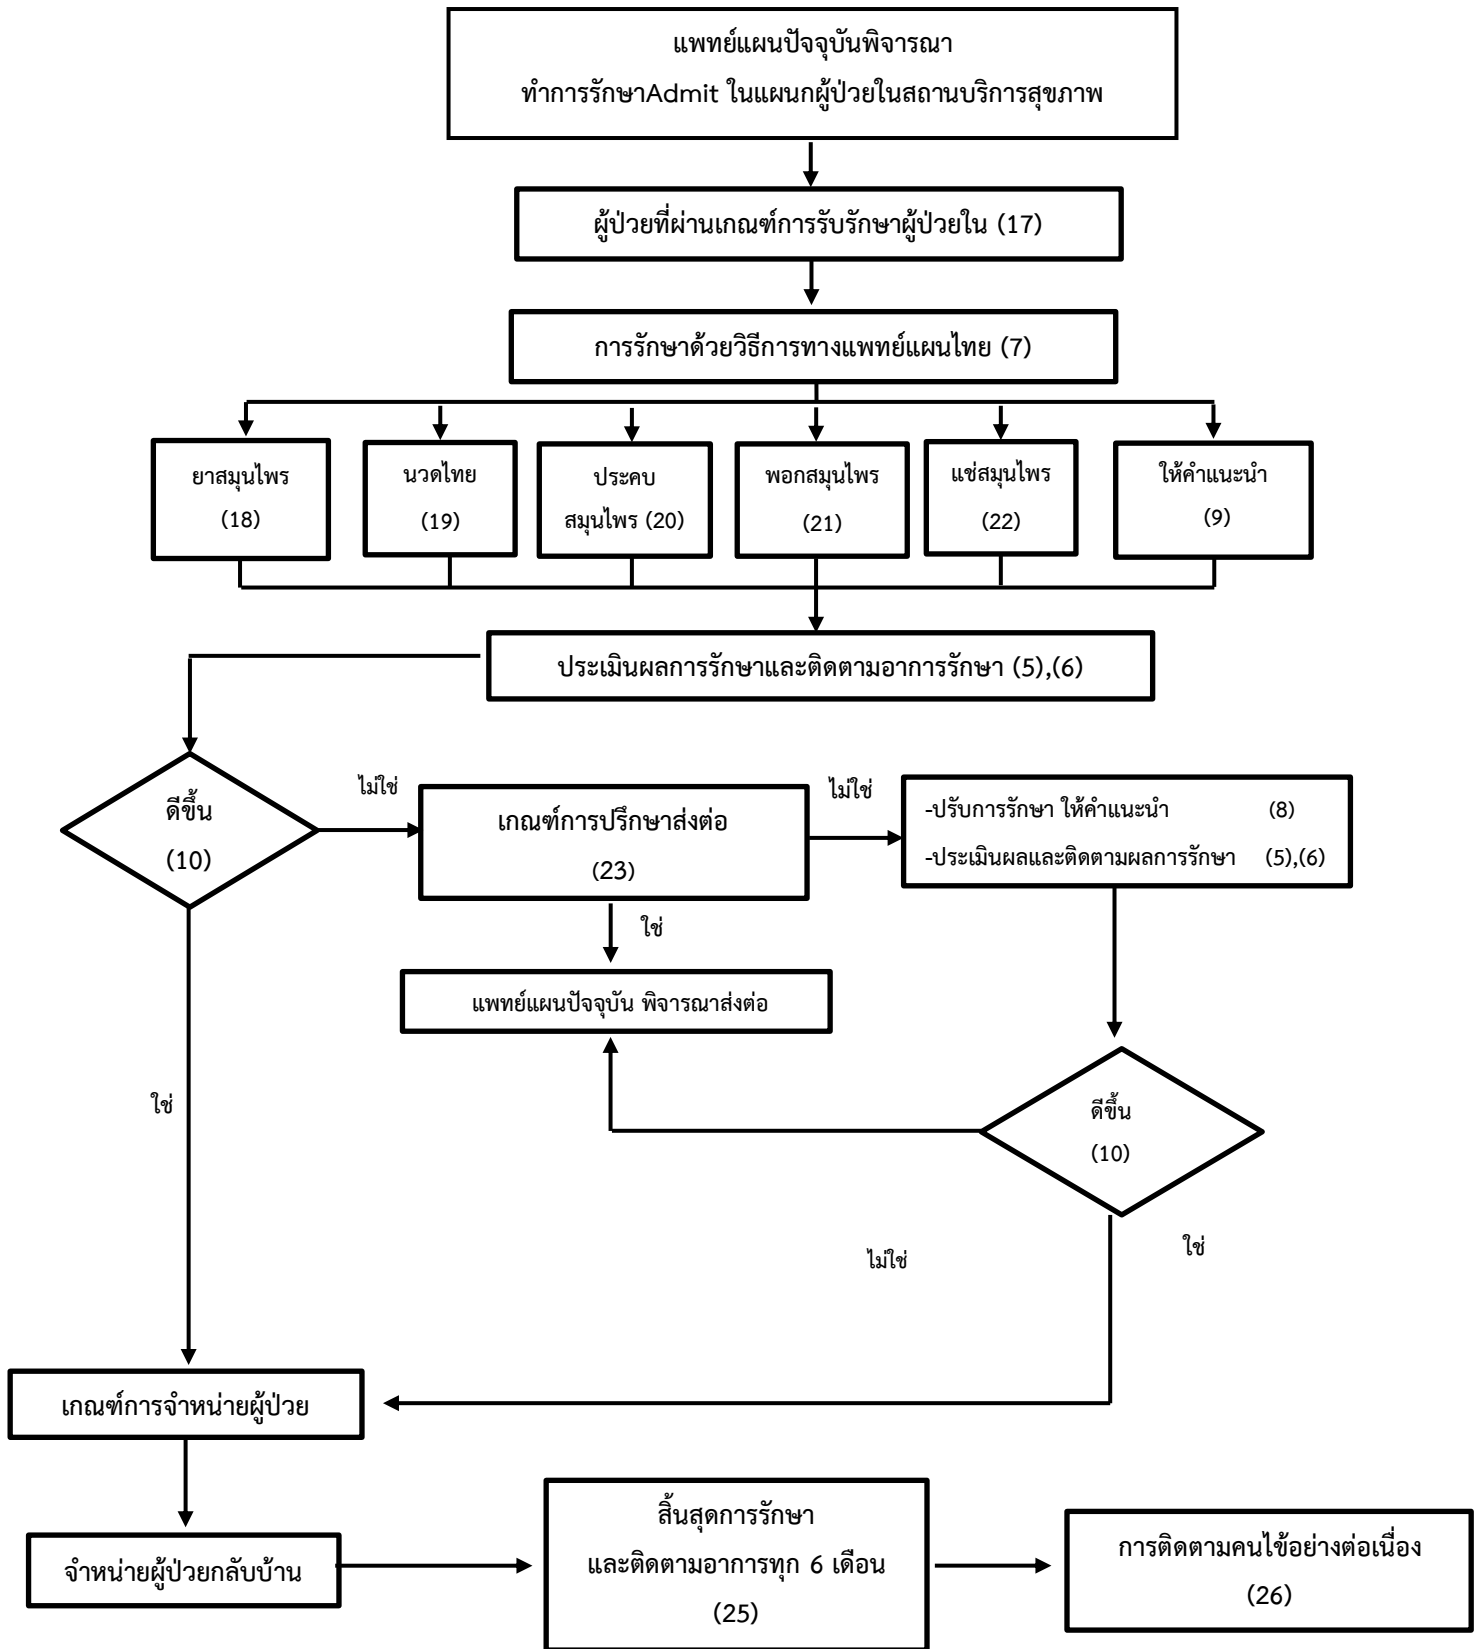 แพทย์แผนปัจจุบันพิจารณา
ทำการรักษาAdmit ในแผนกผู้ป่วยในสถานบริการสุขภาพ
ผู้ป่วยที่ผ่านเกณฑ์การรับรักษาผู้ป่วยใน (17)
การรักษาด้วยวิธีการทางแพทย์แผนไทย (7)
ยาสมุนไพร
(18)
นวดไทย
(19)
ประคบ
สมุนไพร (20)
พอกสมุนไพร
(21)
แช่สมุนไพร
(22)
ให้คำแนะนำ
(9)
ประเมินผลการรักษาและติดตามอาการรักษา (5),(6)
ดีขึ้น
(10)
ไม่ใช่
เกณฑ์การปรึกษาส่งต่อ
(23)
ไม่ใช่
-ปรับการรักษา ให้คำแนะนำ (8)
-ประเมินผลและติดตามผลการรักษา (5),(6)
ใช่
แพทย์แผนปัจจุบัน พิจารณาส่งต่อ
ใช่
ดีขึ้น
(10)
ไม่ใช่
ใช่
เกณฑ์การจำหน่ายผู้ป่วย
จำหน่ายผู้ป่วยกลับบ้าน
สิ้นสุดการรักษา
และติดตามอาการทุก 6 เดือน
(25)
การติดตามคนไข้อย่างต่อเนื่อง
(26)